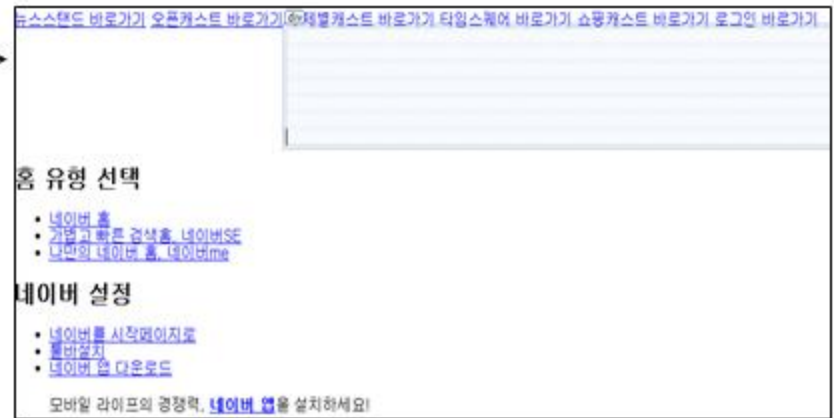 뉴스스탠드 바로가기 오픈캐스트 바로가기 제별캐스트 바로가기 타임스퀘어 바로가기 쇼핑캐스트 바로가기 로그인 바로가기
홈 유형 선택
• 네이버 홈
• 가볍고 빠른 검색홈, 네이버SE
• 나만의 네이버 홈, 네이버me
네이버 설정
• 네이버를 시작페이지로
• 툴바설치
• 네이버 앱 다운로드
모바일 라이프의 경쟁력, 네이버 앱을 설치하세요!